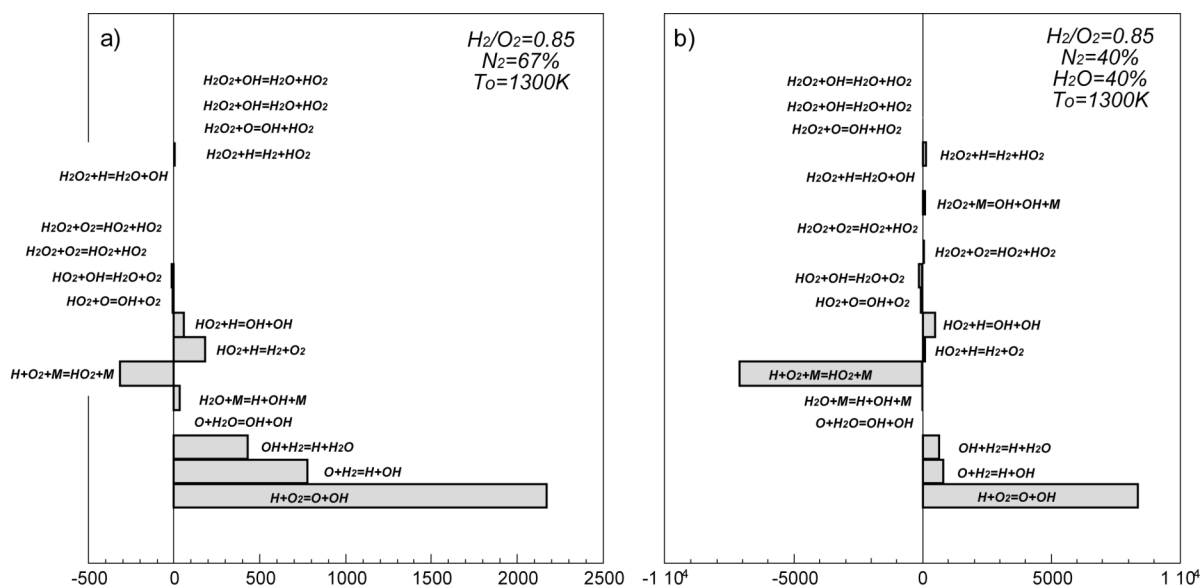 a)
H2/O2=0.85
N2=67%
To=1300K
H2O2+OH=H2O+HO2
H2O2+OH=H2O+HO2
H2O2+O=OH+HO2
H2O2+H=H2+HO2
H2O2+H=H2O+OH
H2O2+O2=HO2+HO2
H2O2+O2=HO2+HO2
HO2+OH=H2O+O2
HO2+O=OH+O2
HO2+H=OH+OH
HO2+H=H2+O2
H+O2+M=HO2+M
H2O+M=H+OH+M
O+H2O=OH+OH
OH+H2=H+H2O
O+H2=H+OH
H+O2=O+OH
-500 0 500 1000 1500 2000 2500
b)
H2/O2=0.85
N2=40%
H2O=40%
To=1300K
H2O2+OH=H2O+HO2
H2O2+OH=H2O+HO2
H2O2+O=OH+HO2
H2O2+H=H2+HO2
H2O2+H=H2O+OH
H2O2+M=OH+OH+M
H2O2+O2=HO2+HO2
H2O2+O2=HO2+HO2
HO2+OH=H2O+O2
HO2+O=OH+O2
HO2+H=OH+OH
HO2+H=H2+O2
H+O2+M=HO2+M
H2O+M=H+OH+M
O+H2O=OH+OH
OH+H2=H+H2O
O+H2=H+OH
H+O2=O+OH
-1 10⁴ -5000 0 5000 1 10⁴